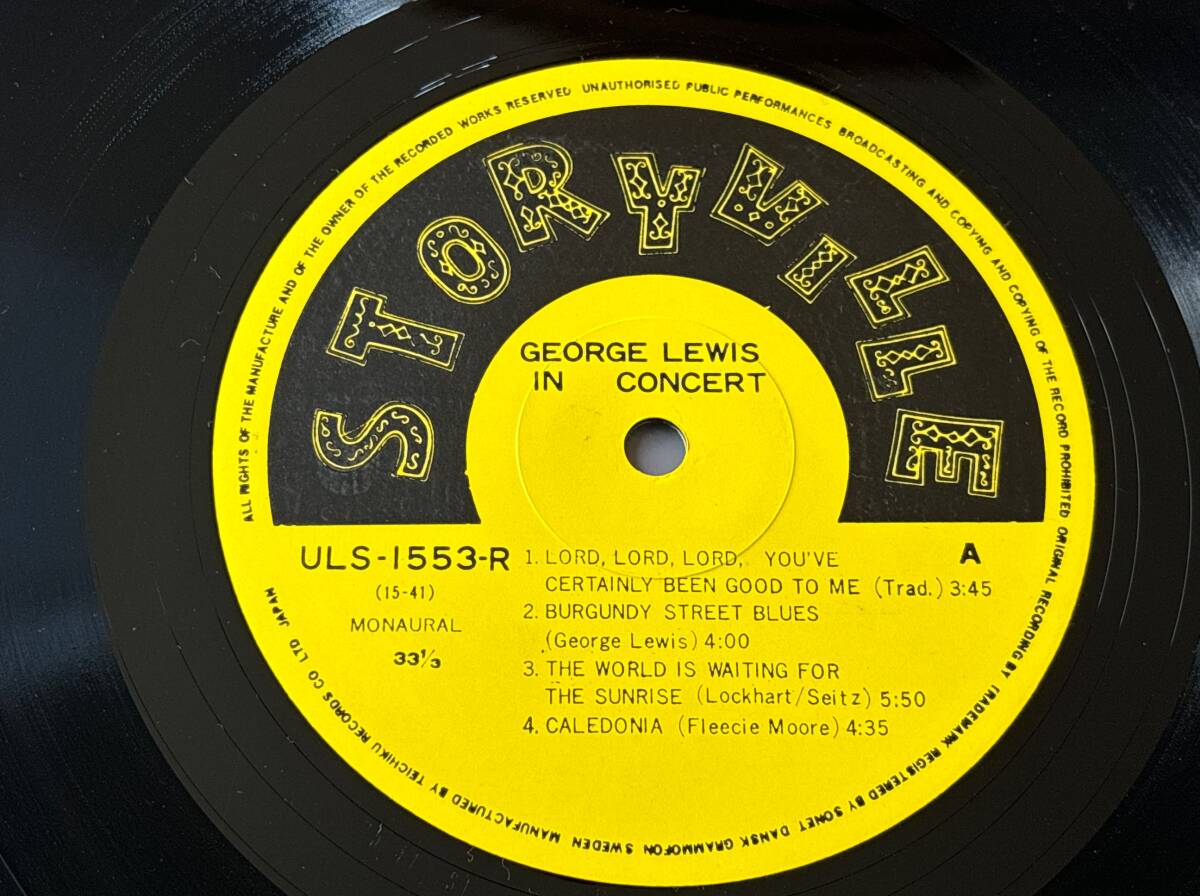 ALL RIGHTS OF THE MANUFACTURE AND OF THE OWNER OF THE RECORDED WORKS RESERVED UNAUTHORISED PUBLIC PERFORMANCES BROADCASTING AND COPYING AND COPYING OF THE RECORD PROHIBITED ORIGINAL RECORDING BY TRADEMARK REGISTERED BY SONET DANSK GRAMMOFON SWEDEN MANUFACTURED BY TEICHIKU RECORDS CO LTD JAPAN
STORYVILLE
GEORGE LEWIS
IN CONCERT
ULS-1553-R
(15-41)
MONAURAL
33⅓
A
1. LORD, LORD, LORD, YOU'VE
CERTAINLY BEEN GOOD TO ME (Trad.) 3:45
2. BURGUNDY STREET BLUES
(George Lewis) 4:00
3. THE WORLD IS WAITING FOR
THE SUNRISE (Lockhart/Seitz) 5:50
4. CALEDONIA (Fleecie Moore) 4:35